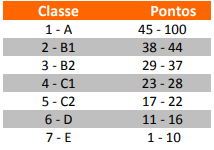 Classe Pontos
1 - A 45 - 100
2 - B1 38 - 44
3 - B2 29 - 37
4 - C1 23 - 28
5 - C2 17 - 22
6 - D 11 - 16
7 - E 1 - 10